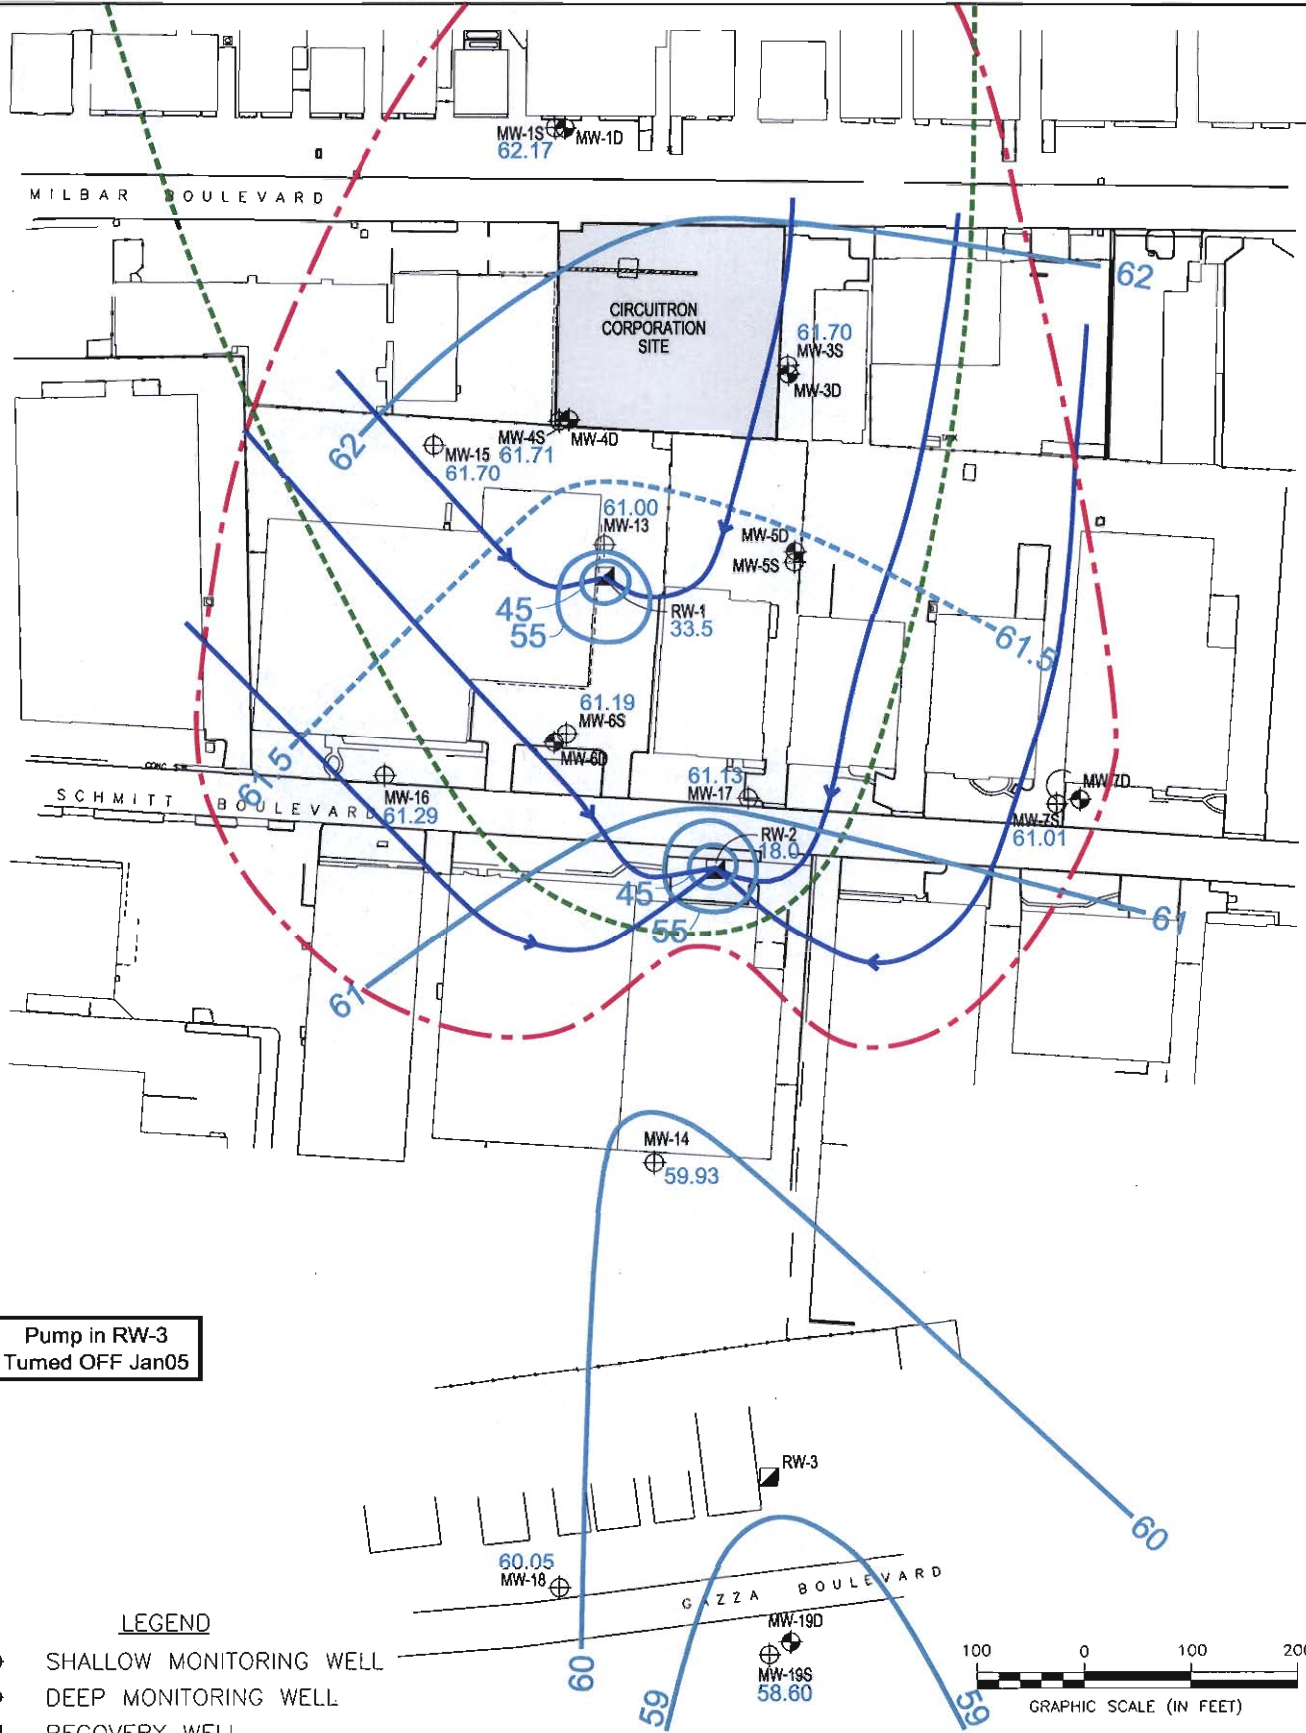 MW-1S
MW-1D
62.17
MILBAR BOULEVARD
62
CIRCUITRON
CORPORATION
SITE
61.70
MW-3S
MW-3D
62
MW-4S
MW-4D
61.71
MW-15
61.70
61.00
MW-13
MW-5D
MW-5S
45
55
RW-1
33.5
61.5
61.19
MW-6S
MW-6D
61.5
61.13
MW-17
MW-7D
MW-7S
61.01
SCHMITT BOULEVARD
MW-16
61.29
RW-2
18.0
45
55
61
61
MW-14
59.93
Pump in RW-3
Turned OFF Jan05
RW-3
60
60.05
MW-18
GAZZA BOULEVARD
MW-19D
MW-19S
58.60
60
59
59
LEGEND
SHALLOW MONITORING WELL
DEEP MONITORING WELL
RECOVERY WELL
100 0 100 200
GRAPHIC SCALE (IN FEET)